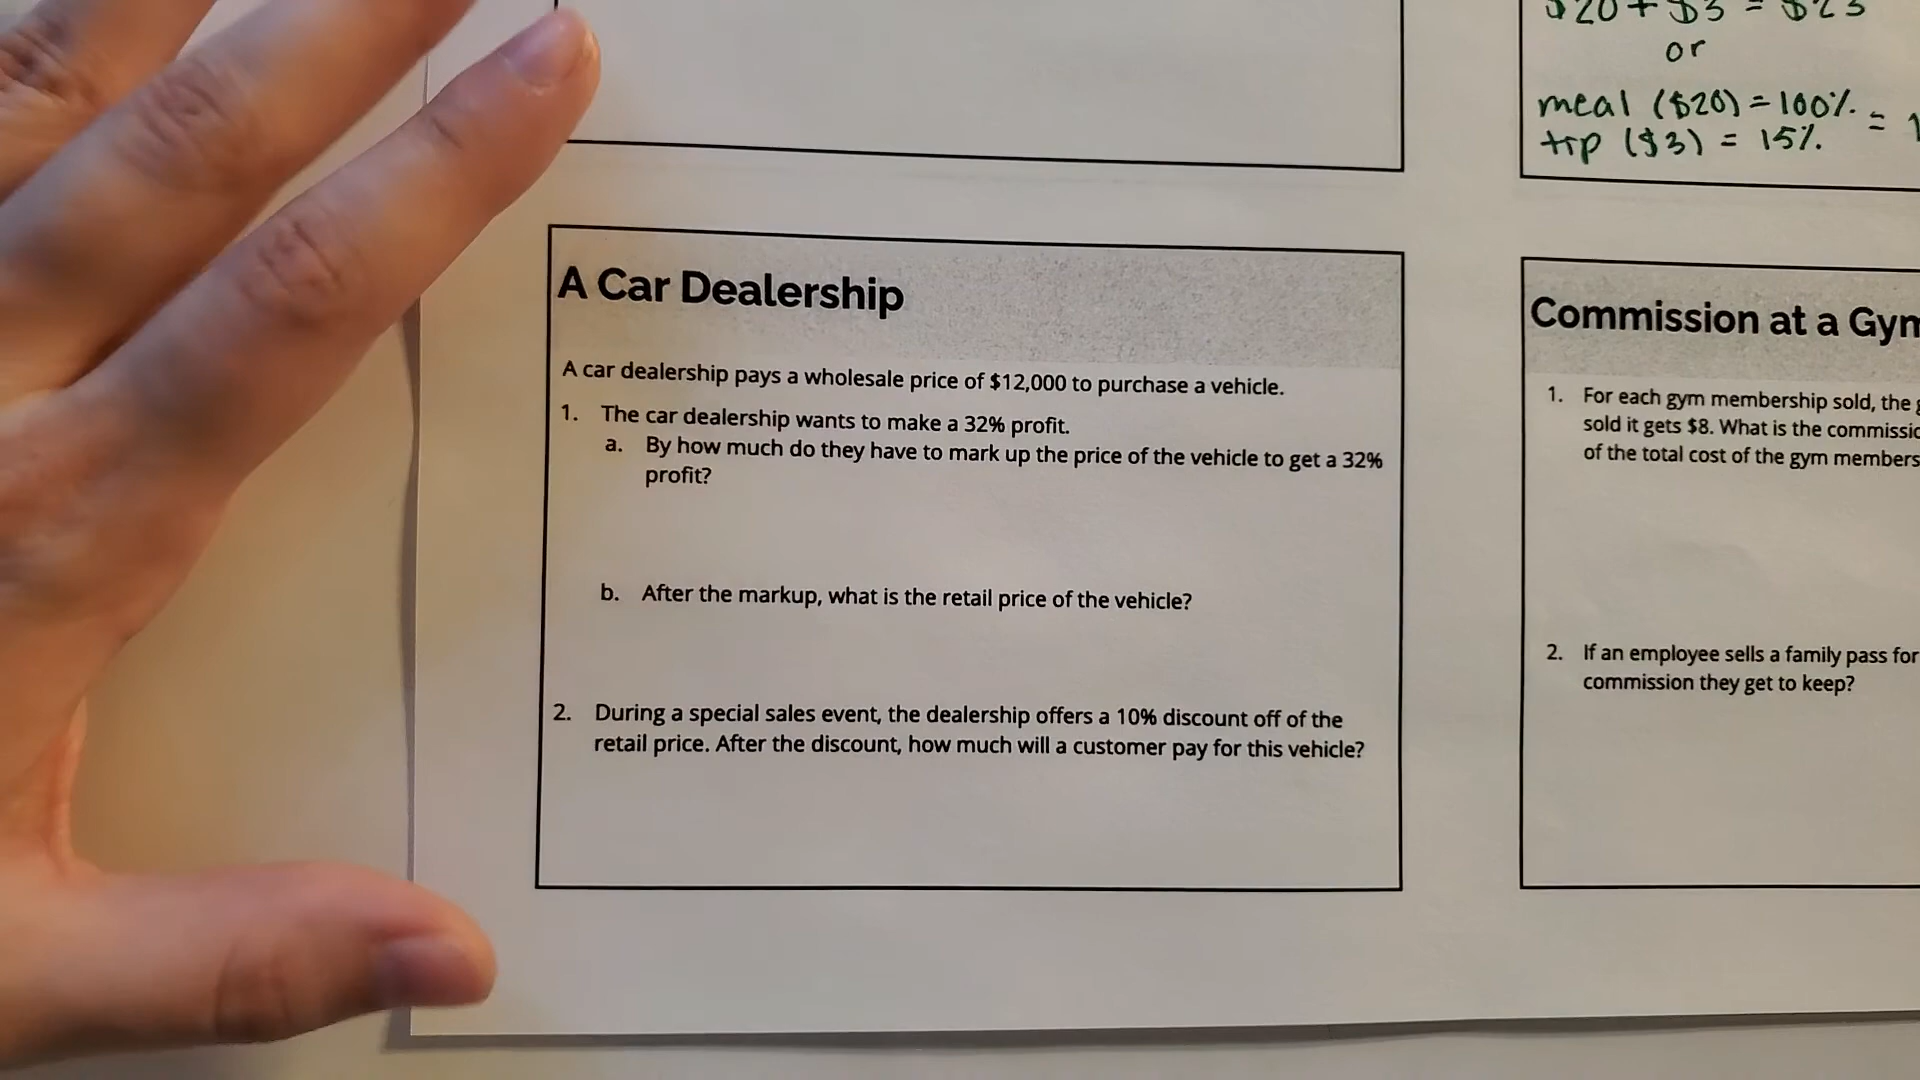 $20 + $3 = $23
or
meal ($20) = 100%. =
tip ($3) = 15%.
A Car Dealership
A car dealership pays a wholesale price of $12,000 to purchase a vehicle.
1. The car dealership wants to make a 32% profit.
a. By how much do they have to mark up the price of the vehicle to get a 32%
profit?
b. After the markup, what is the retail price of the vehicle?
2. During a special sales event, the dealership offers a 10% discount off of the
retail price. After the discount, how much will a customer pay for this vehicle?
Commission at a
1. For each gym membership sold, the
sold it gets $8. What is the
of the total cost of the gym
2. If an employee sells a family pass for
commission they get to keep?